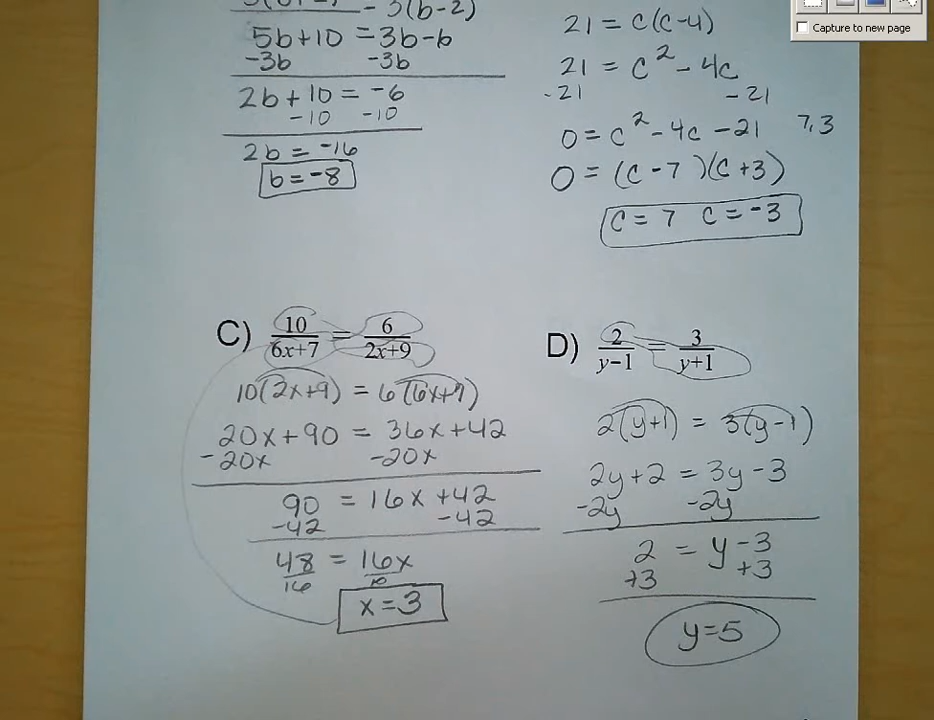 - 3(b-2)
5b+10 = 3b-6
-3b -3b
2b+10 = -6
-10 -10
2b = -16
b = -8
Capture to new page
21 = c(c-4)
21 = c² - 4c
-21 -21
0 = c² - 4c - 21 7,3
0 = (c - 7)(c + 3)
c = 7 c = -3
C) 10/6x+7 = 6/2x+9
10(2x+9) = 6(6x+7)
20x+90 = 36x+42
-20x -20x
90 = 16x+42
-42 -42
48 = 16x
16
x = 3
D) 2/y-1 = 3/y+1
2(y+1) = 3(y-1)
2y+2 = 3y-3
-2y -2y
2 = y-3
+3 +3
y=5